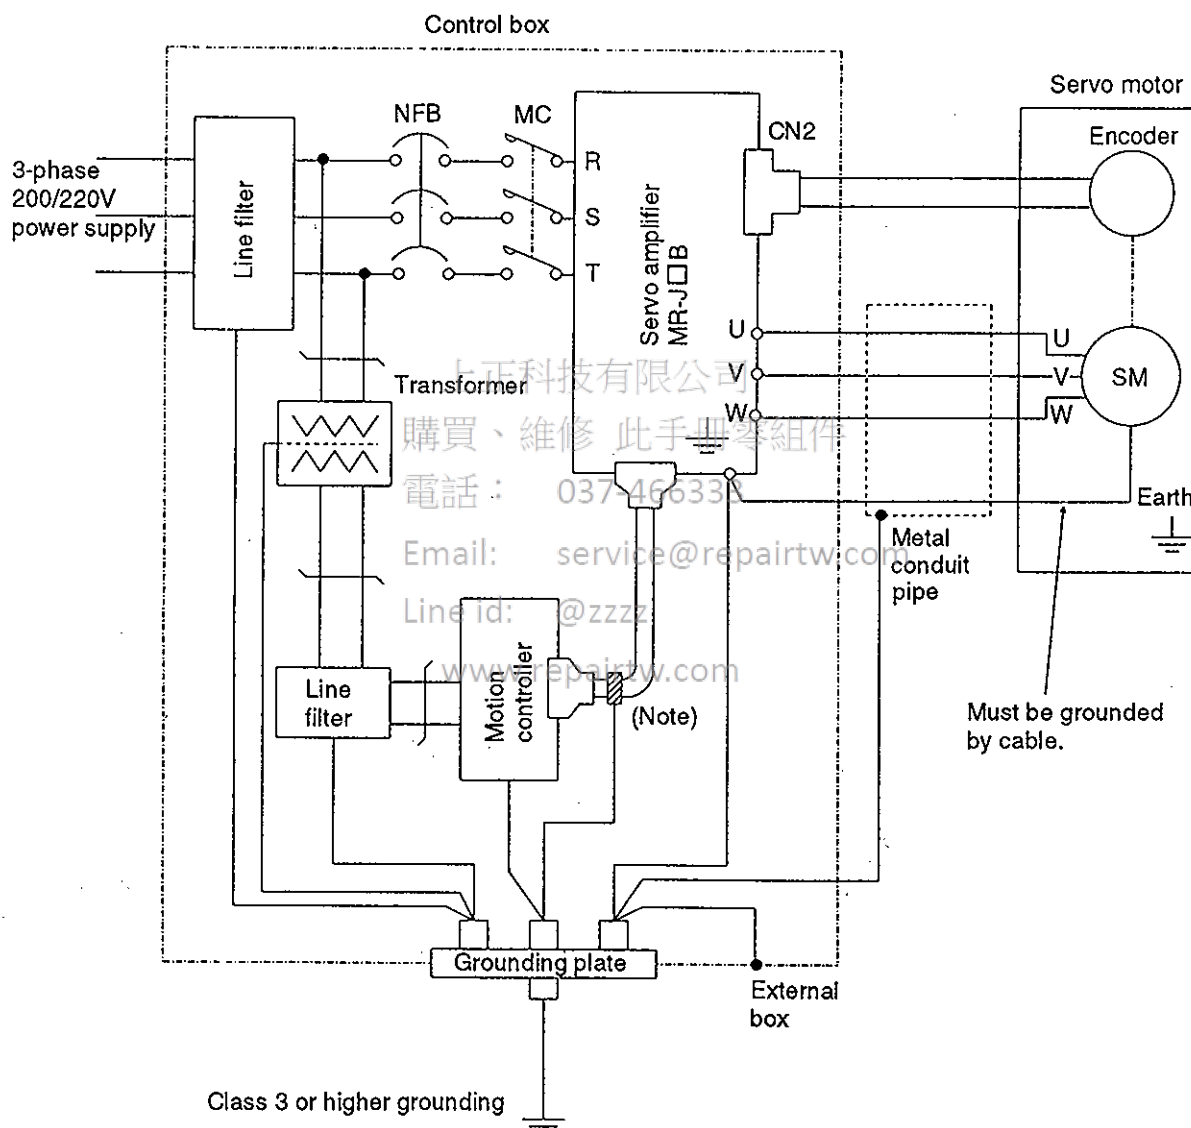 Control box
Servo motor
NFB
MC
CN2
Encoder
3-phase
200/220V
power supply
Line filter
R
S
T
Servo amplifier
MR-J□B
U
V
W
U
V
W
SM
上正科技有限公司
Transformer
購買、維修 此手冊零組件
電話： 037-466333
Earth
Email: service@repairtw.com
Metal
conduit
pipe
Line id: @zzzz
www.repairtw.com
Line
filter
Motion
controller
(Note)
Must be grounded
by cable.
Grounding plate
External
box
Class 3 or higher grounding